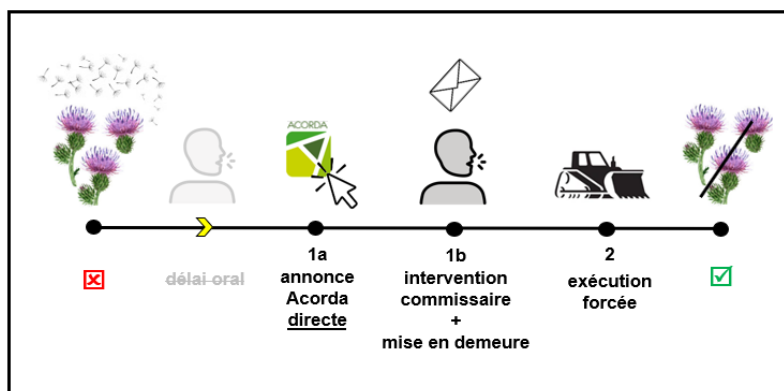 ACORDA
délai oral
1a
annonce
Acorda
directe
1b
intervention
commissaire
+
mise en demeure
2
exécution
forcée